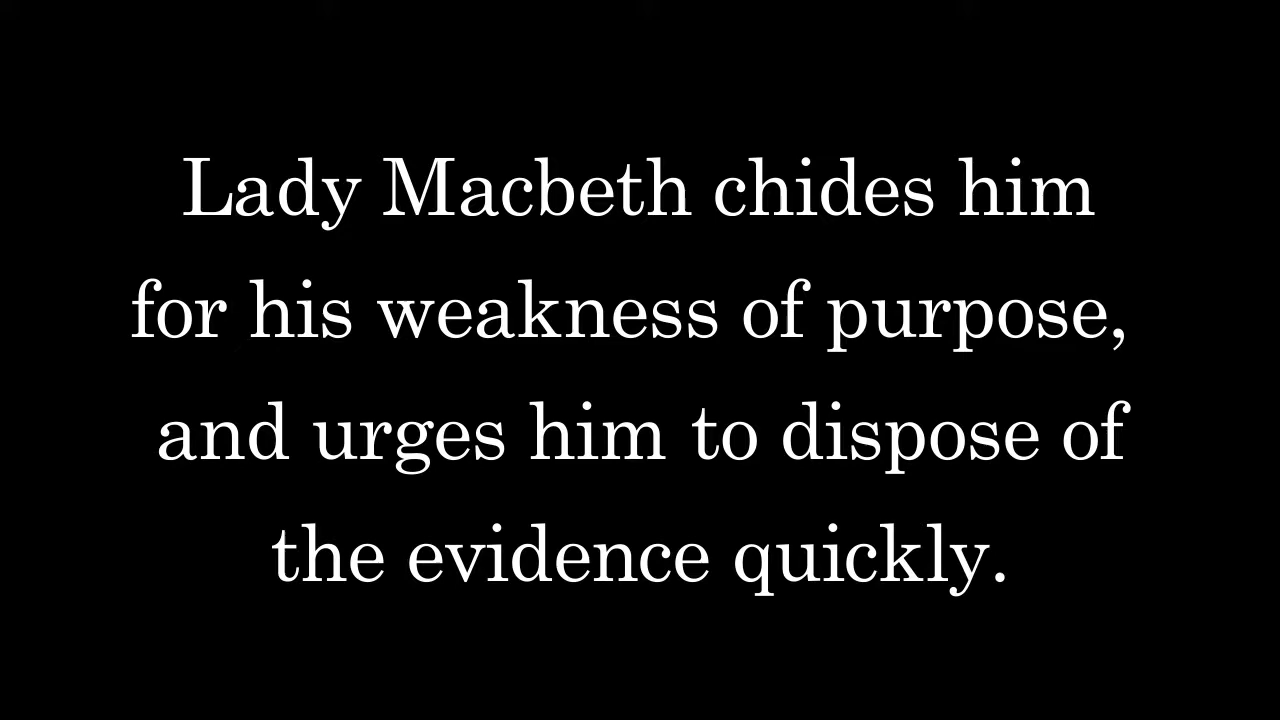 Lady Macbeth chides him
for his weakness of purpose,
and urges him to dispose of
the evidence quickly.